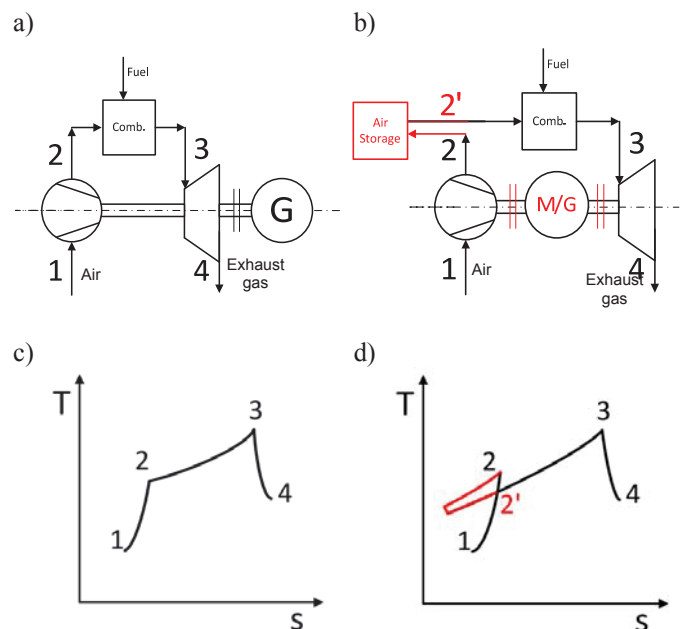 a)
Fuel
Comb.
2
3
G
1
Air
4
Exhaust
gas
b)
Fuel
2'
Air
Storage
Comb.
2
3
M/G
1
Air
Exhaust
4
gas
c)
T
3
2
4
1
s
d)
T
3
2
2'
4
1
s